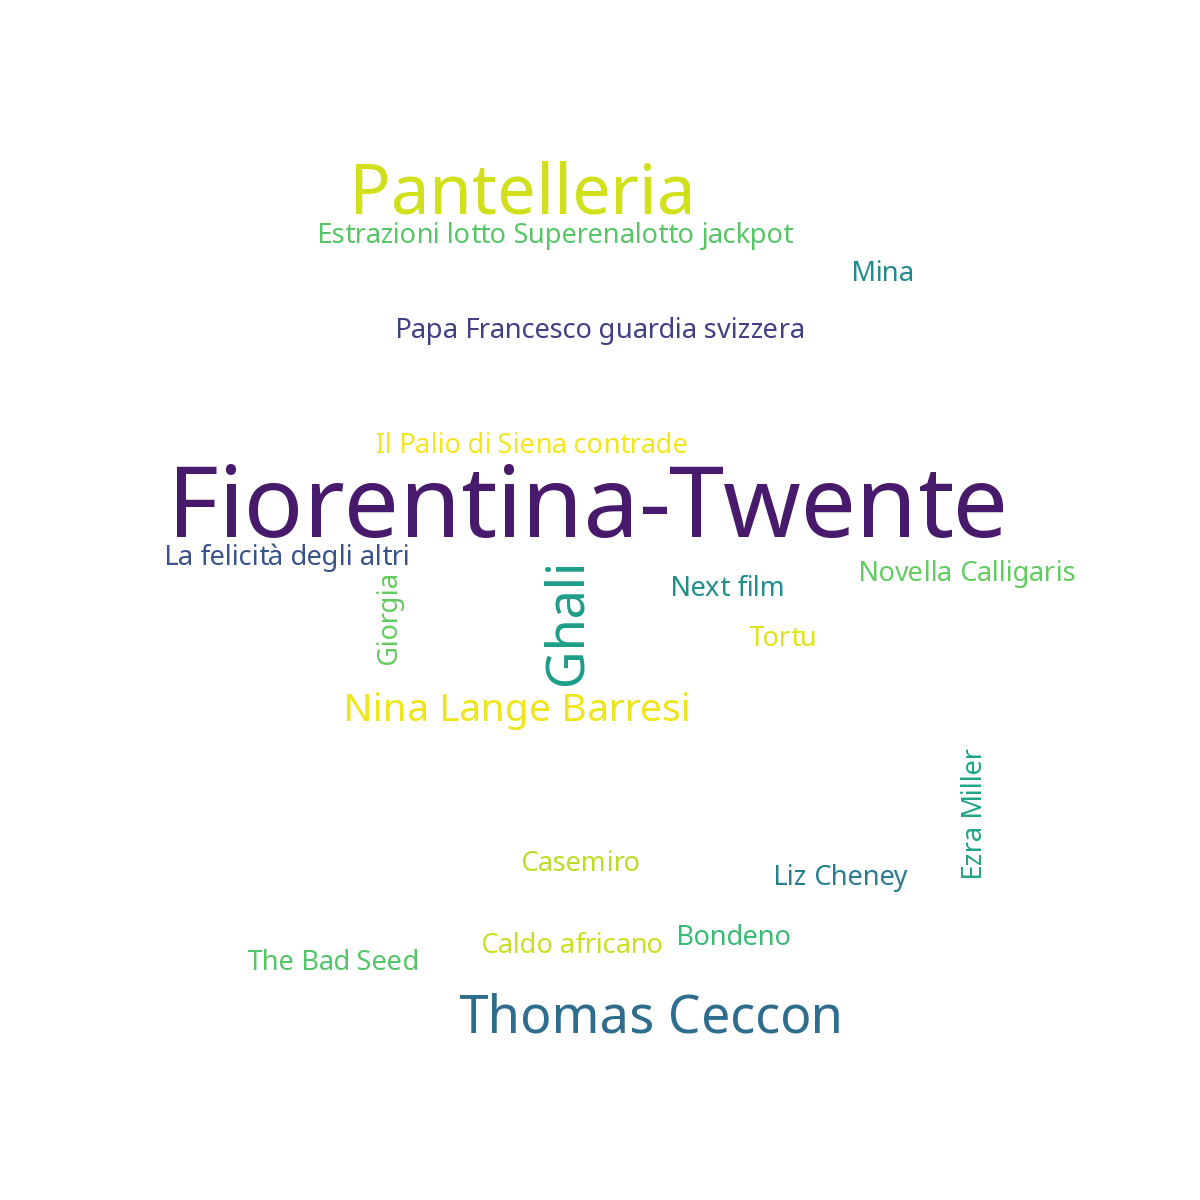 Pantelleria
Estrazioni lotto Superenalotto jackpot
Mina
Papa Francesco guardia svizzera
Il Palio di Siena contrade
Fiorentina-Twente
La felicità degli altri
Novella Calligaris
Next film
Giorgia
Ghali
Tortu
Nina Lange Barresi
Ezra Miller
Casemiro
Liz Cheney
Bondeno
Caldo africano
The Bad Seed
Thomas Ceccon